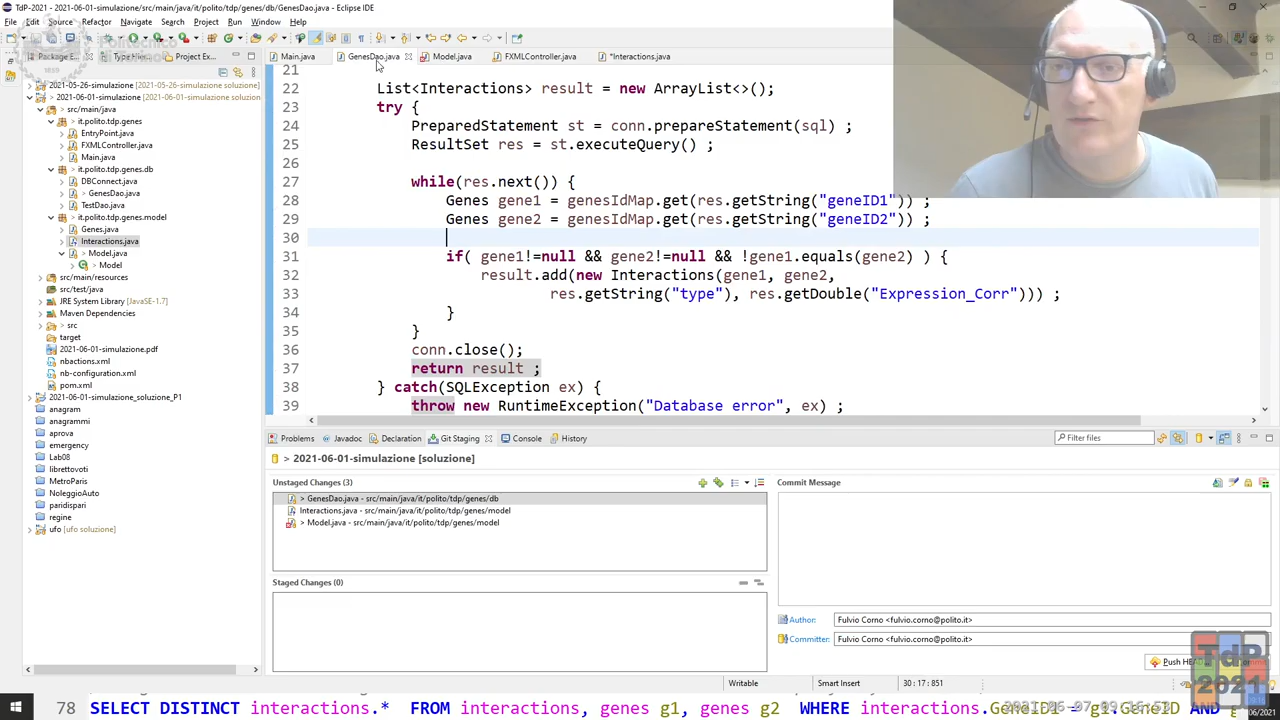 TdP-2021 - 2021-06-01-simulazione/src/main/java/it/polito/tdp/genes/db/GenesDao.java - Eclipse IDE
File Edit Source Refactor Navigate Search Project Run Window Help
Main.java GenesDao.java Model.java FXMLController.java *Interactions.java
2021-05-26-simulazione [simulazione soluzione]
2021-06-01-simulazione [simulazione soluzion
src/main/java
it.polito.tdp.genes
EntryPoint.java
FXMLController.java
Main.java
it.polito.tdp.genes.db
DBConnect.java
> GenesDao.java
TestDao.java
it.polito.tdp.genes.model
Genes.java
Interactions.java
> Model.java
> Model
src/main/resources
src/test/java
JRE System Library [JavaSE-1.7]
Maven Dependencies
> src
target
2021-06-01-simulazione.pdf
nbactions.xml
nb-configuration.xml
pom.xml
2021-06-01-simulazione_soluzione_P1
anagram
anagrammi
aprova
emergency
Lab08
librettovoti
MetroParis
NoleggioAuto
paridispari
regine
ufo [ufo soluzione]
21
22 List<Interactions> result = new ArrayList<>();
23 try {
24 PreparedStatement st = conn.prepareStatement(sql) ;
25 ResultSet res = st.executeQuery() ;
26
27 while(res.next()) {
28 Genes gene1 = genesIdMap.get(res.getString("geneID1")) ;
29 Genes gene2 = genesIdMap.get(res.getString("geneID2")) ;
30
31 if( gene1!=null && gene2!=null && !gene1.equals(gene2) ) {
32 result.add(new Interactions(gene1, gene2,
33 res.getString("type"), res.getDouble("Expression_Corr"))) ;
34 }
35 }
36 conn.close();
37 return result ;
38 } catch(SQLException ex) {
39 throw new RuntimeException("Database error", ex) ;
Problems Javadoc Declaration Git Staging Console History
Filter files
> 2021-06-01-simulazione [soluzione]
Unstaged Changes (3)
> GenesDao.java - src/main/java/it/polito/tdp/genes/db
Interactions.java - src/main/java/it/polito/tdp/genes/model
> Model.java - src/main/java/it/polito/tdp/genes/model
Staged Changes (0)
Commit Message
Author: Fulvio Corno <fulvio.corno@polito.it>
Committer: Fulvio Corno <fulvio.corno@polito.it>
Push HEAD
TdP
2021
Writable Smart Insert 30 : 17 : 851
78 SELECT DISTINCT interactions.* FROM interactions, genes g1, genes g2 WHERE interactions.GeneID1 = g1.GeneID AND